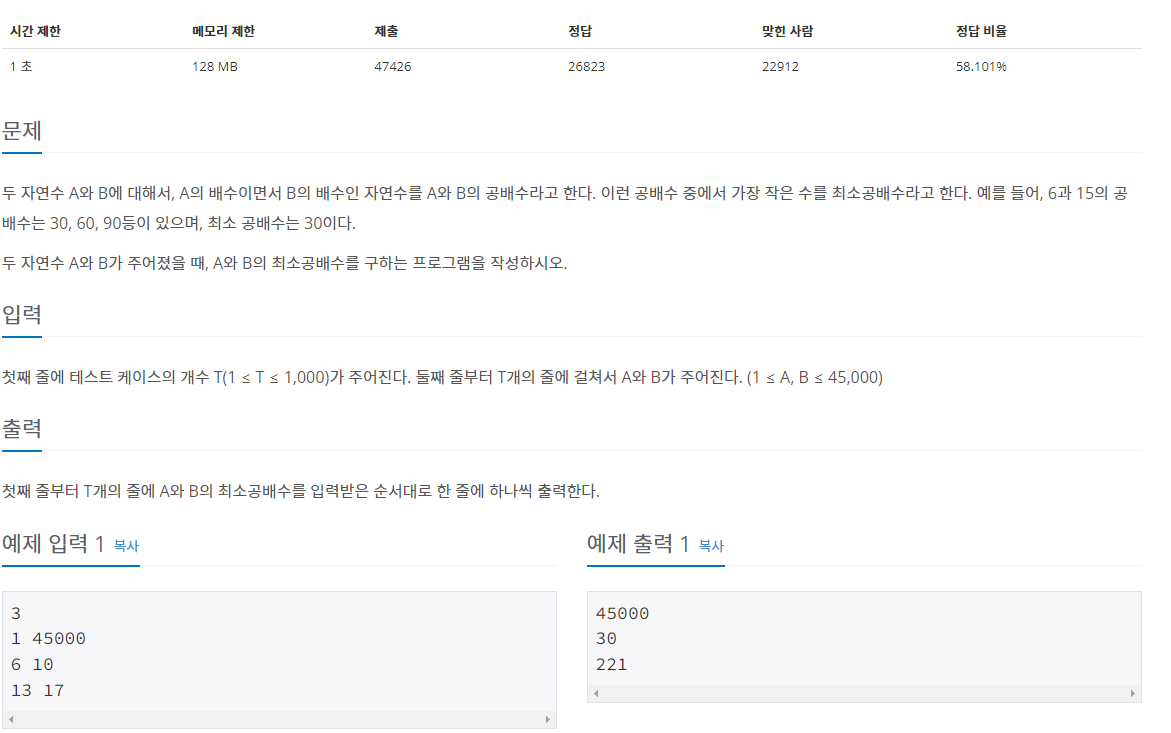 시간 제한 메모리 제한 제출 정답 맞힌 사람 정답 비율
1 초 128 MB 47426 26823 22912 58.101%
문제
두 자연수 A와 B에 대해서, A의 배수이면서 B의 배수인 자연수를 A와 B의 공배수라고 한다. 이런 공배수 중에서 가장 작은 수를 최소공배수라고 한다. 예를 들어, 6과 15의 공
배수는 30, 60, 90등이 있으며, 최소 공배수는 30이다.
두 자연수 A와 B가 주어졌을 때, A와 B의 최소공배수를 구하는 프로그램을 작성하시오.
입력
첫째 줄에 테스트 케이스의 개수 T(1 ≤ T ≤ 1,000)가 주어진다. 둘째 줄부터 T개의 줄에 걸쳐서 A와 B가 주어진다. (1 ≤ A, B ≤ 45,000)
출력
첫째 줄부터 T개의 줄에 A와 B의 최소공배수를 입력받은 순서대로 한 줄에 하나씩 출력한다.
예제 입력 1 복사
3
1 45000
6 10
13 17
예제 출력 1 복사
45000
30
221